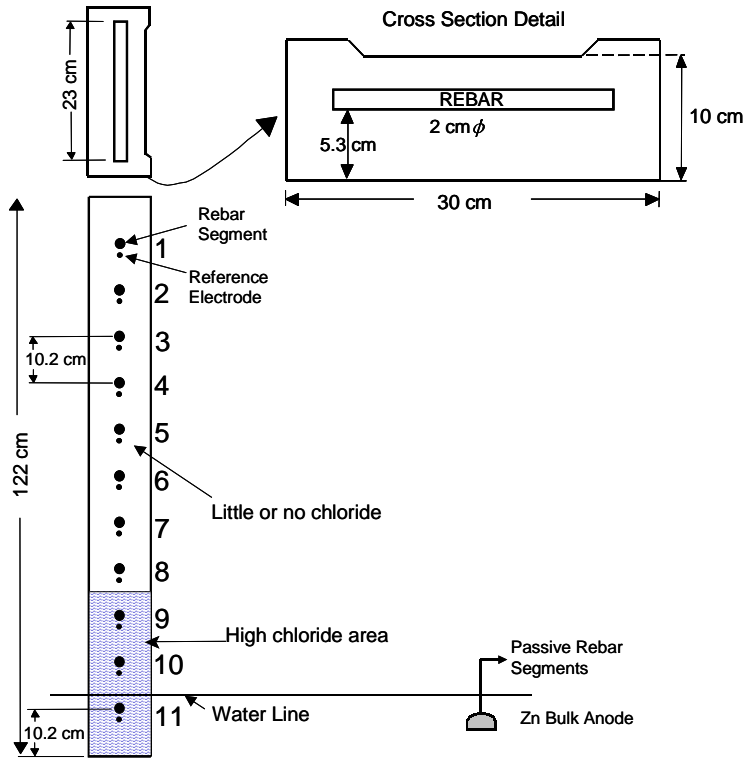 Cross Section Detail
23 cm
REBAR
2 cmϕ
5.3 cm
10 cm
30 cm
Rebar
Segment
1
Reference
Electrode
2
3
10.2 cm
4
5
122 cm
6
Little or no chloride
7
8
9
High chloride area
10
Passive Rebar
Segments
11
Water Line
Zn Bulk Anode
10.2 cm